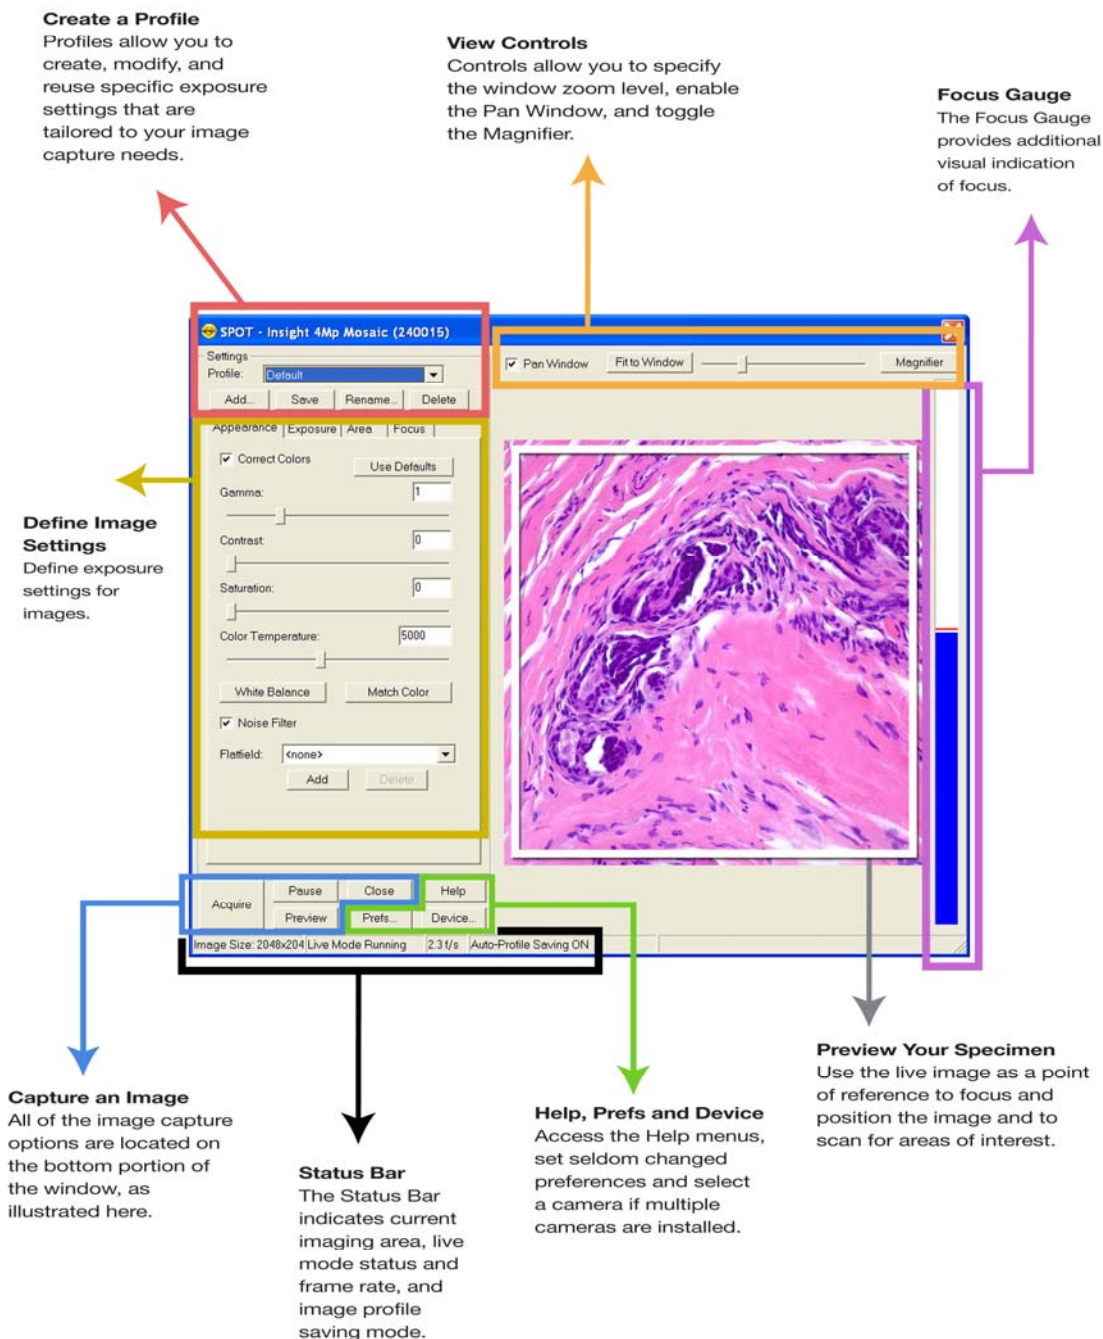 Create a Profile
Profiles allow you to
create, modify, and
reuse specific exposure
settings that are
tailored to your image
capture needs.
View Controls
Controls allow you to specify
the window zoom level, enable
the Pan Window, and toggle
the Magnifier.
Focus Gauge
The Focus Gauge
provides additional
visual indication
of focus.
SPOT - Insight 4Mp Mosaic (240015)
Settings
Profile: Default
Add... Save Rename... Delete
Pan Window Fit to Window Magnifier
Appearance Exposure Area Focus
Correct Colors Use Defaults
Gamma: 1
Contrast: 0
Saturation: 0
Color Temperature: 5000
White Balance Match Color
Noise Filter
Flatfield: <none>
Add Delete
Define Image
Settings
Define exposure
settings for
images.
Acquire Pause Close Help
Preview Prefs... Device...
Image Size: 2048x204 Live Mode Running 2.3 f/s Auto-Profile Saving ON
Capture an Image
All of the image capture
options are located on
the bottom portion of
the window, as
illustrated here.
Status Bar
The Status Bar
indicates current
imaging area, live
mode status and
frame rate, and
image profile
saving mode.
Help, Prefs and Device
Access the Help menus,
set seldom changed
preferences and select
a camera if multiple
cameras are installed.
Preview Your Specimen
Use the live image as a point
of reference to focus and
position the image and to
scan for areas of interest.